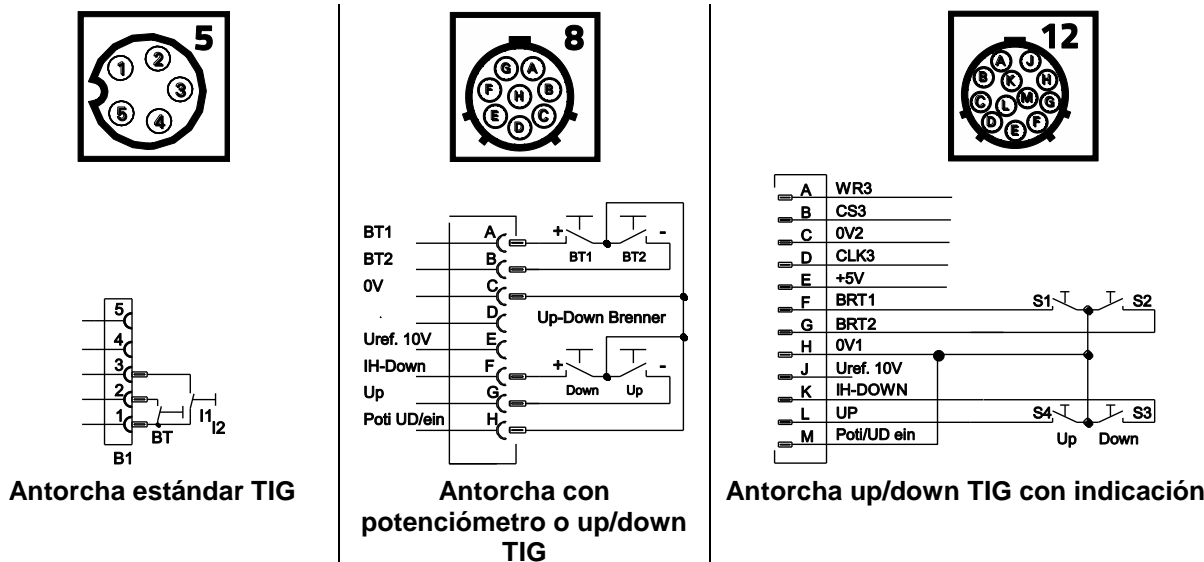 5
1
2
3
4
5
5
4
3
2
1
BT
I1
I2
B1
Antorcha estándar TIG
8
G A
F B
H
E C
D
BT1 A + -
BT2 B BT1 BT2
0V C
. D Up-Down Brenner
Uref. 10V E
IH-Down F + -
Up G Down Up
Poti UD/ein H
Antorcha con
potenciómetro o up/down
TIG
12
A J
B K H
C L M G
D F
E
A WR3
B CS3
C 0V2
D CLK3
E +5V
F BRT1 S1 S2
G BRT2
H 0V1
J Uref. 10V
K IH-DOWN
L UP S4 S3
M Poti/UD ein Up Down
Antorcha up/down TIG con indicación